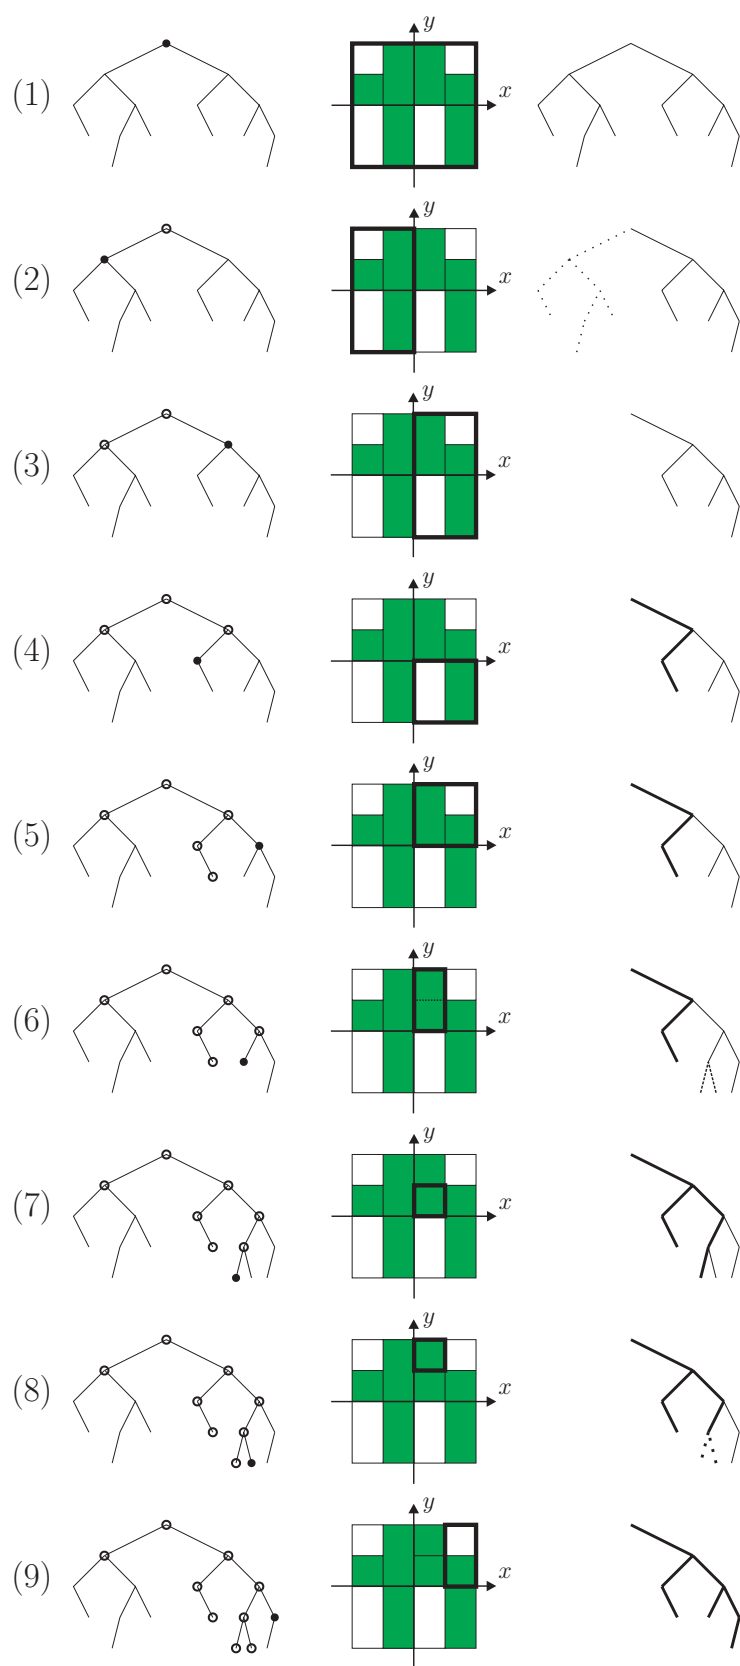 y
(1) x
y
(2) x
y
(3) x
y
(4) x
y
(5) x
y
(6) x
y
(7) x
y
(8) x
y
(9) x